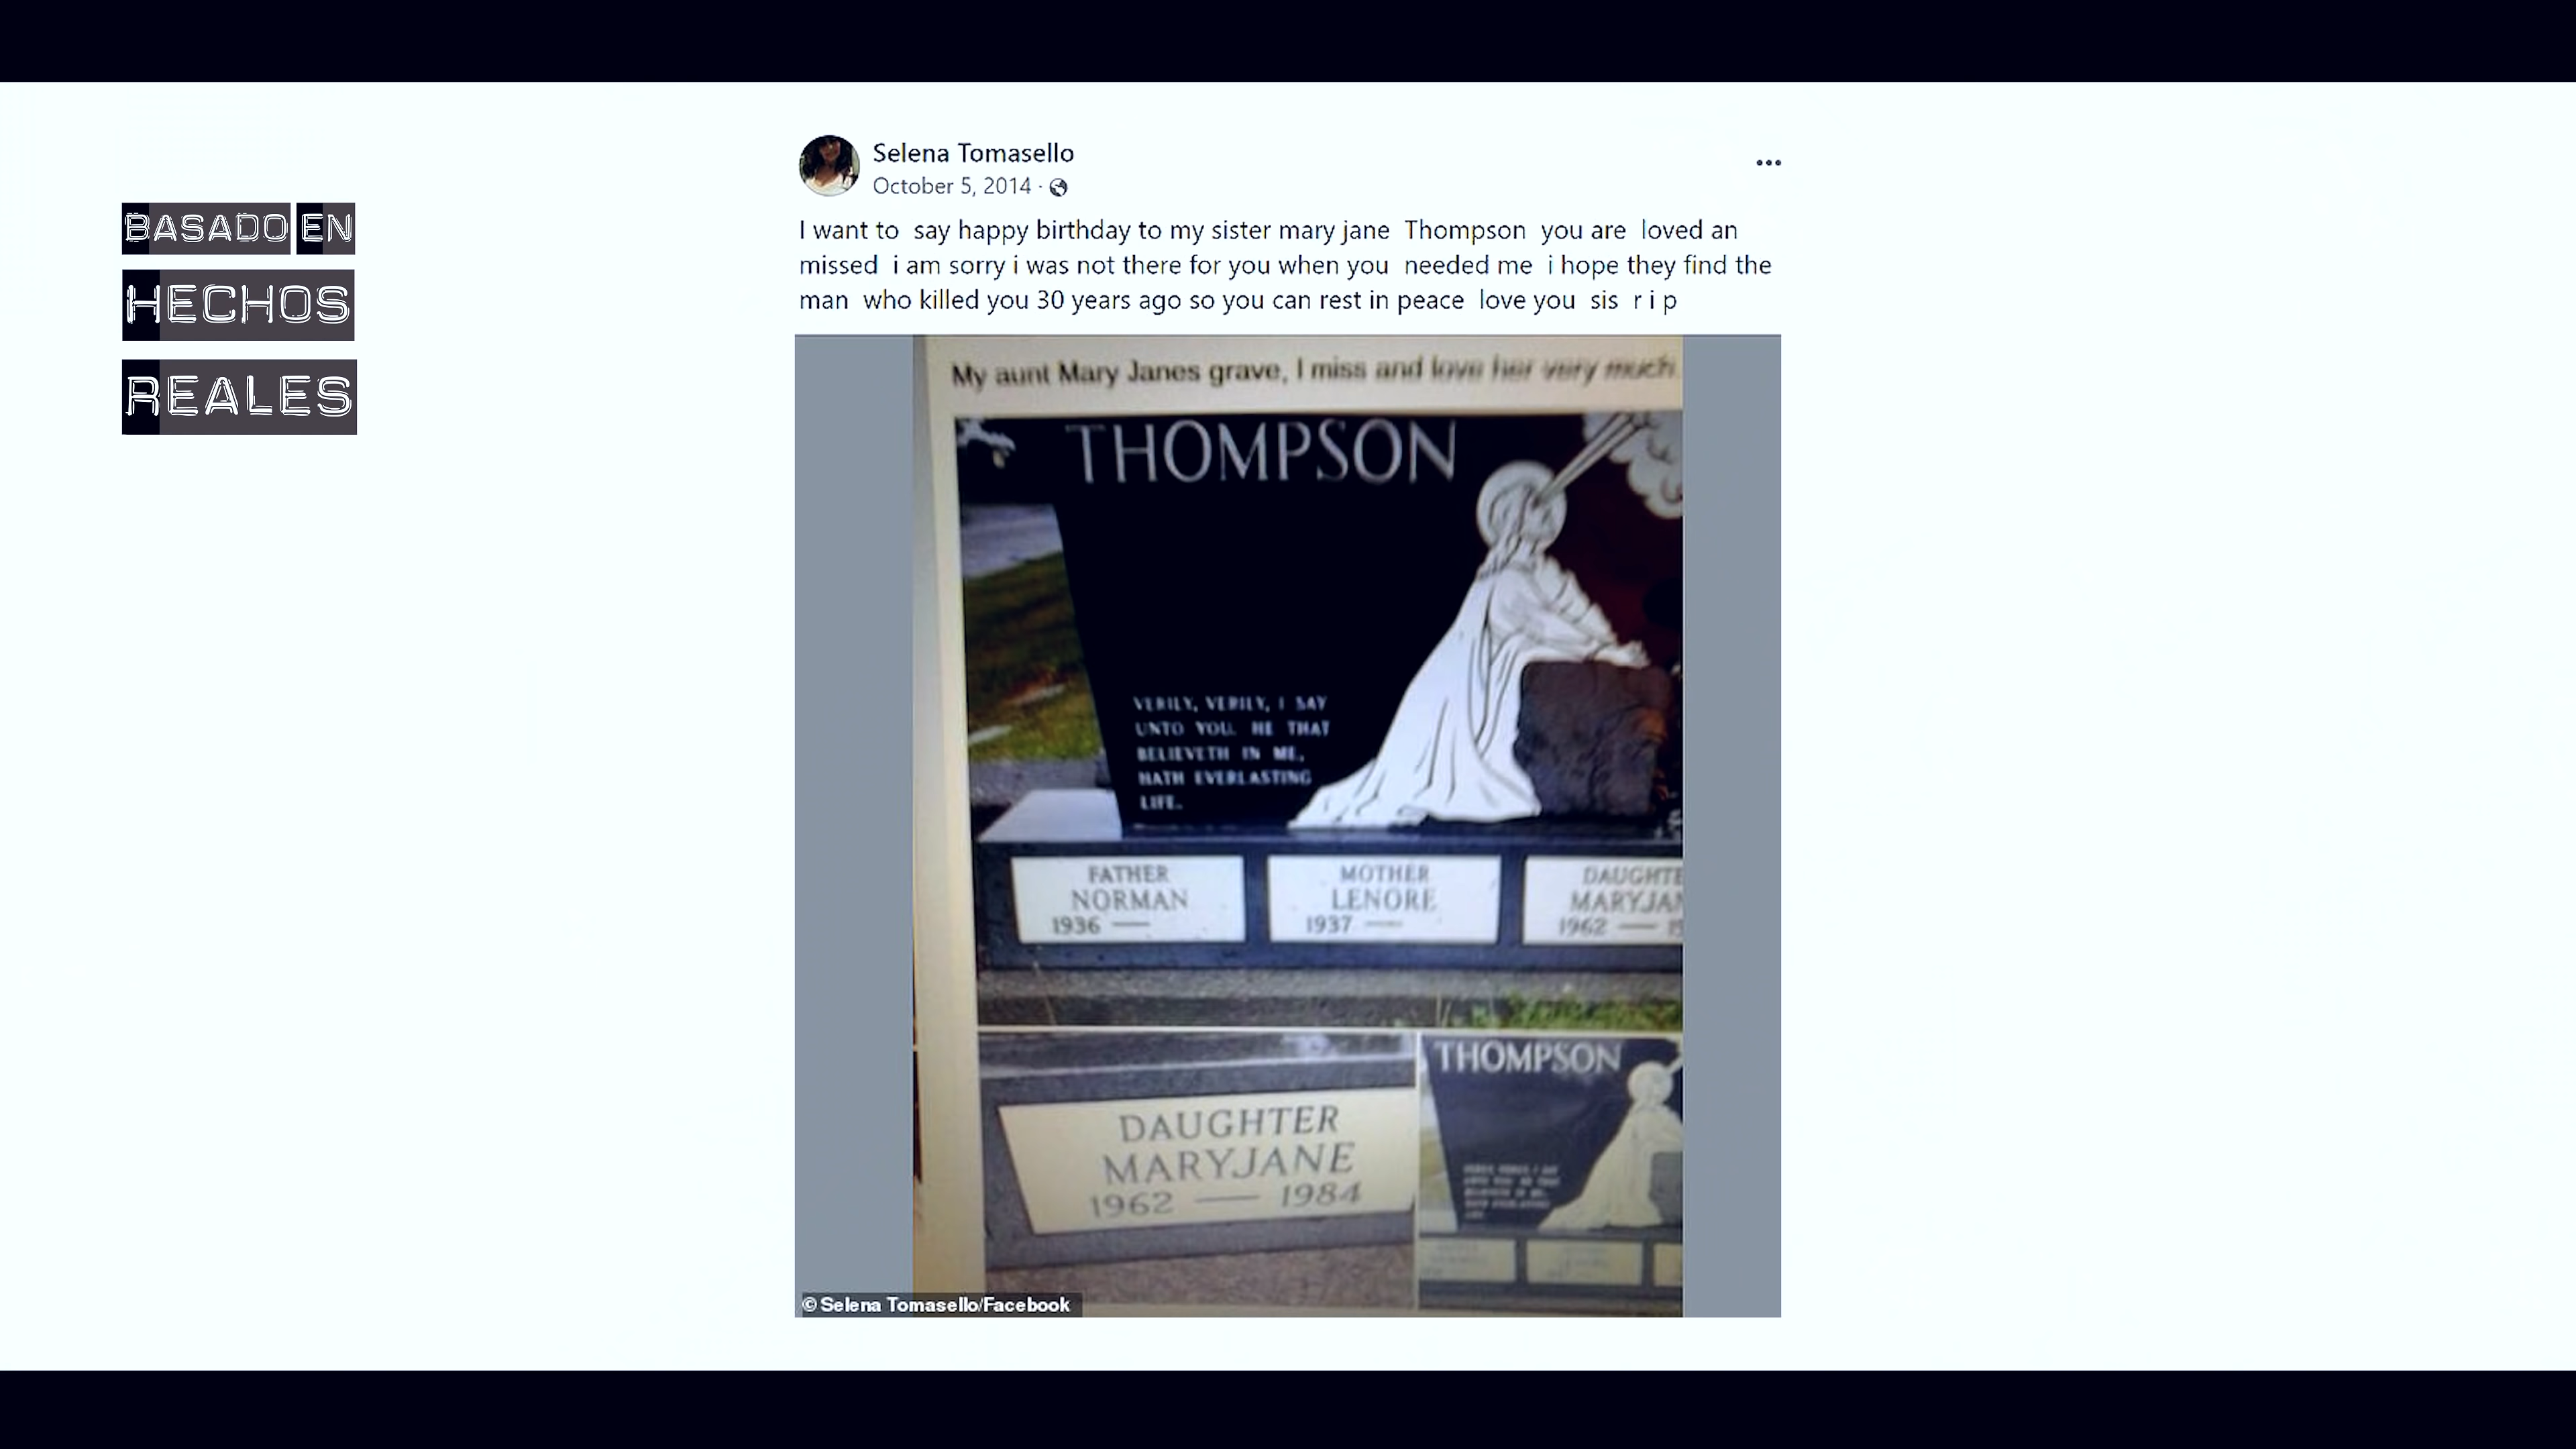 BASADO EN
HECHOS
REALES
Selena Tomasello
October 5, 2014 ·
I want to say happy birthday to my sister mary jane Thompson you are loved an
missed i am sorry i was not there for you when you needed me i hope they find the
man who killed you 30 years ago so you can rest in peace love you sis r i p
My aunt Mary Janes grave, I miss and love her very much.
THOMPSON
VERILY, VERILY, I SAY
UNTO YOU. HE THAT
BELIEVETH IN ME,
HATH EVERLASTING
LIFE.
FATHER
NORMAN
1936 —
MOTHER
LENORE
1937 —
DAUGHTE
MARYJAN
1962 — 19
DAUGHTER
MARYJANE
1962 — 1984
THOMPSON
© Selena Tomasello/Facebook